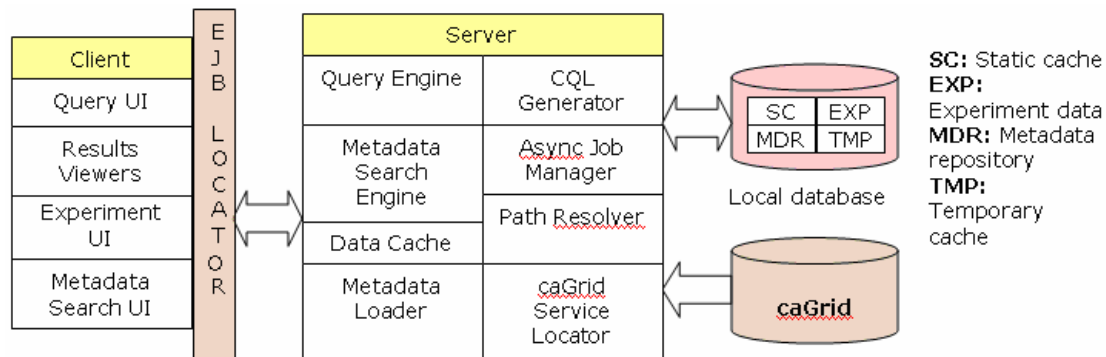 Client
Query UI
Results
Viewers
Experiment
UI
Metadata
Search UI
EJB LOCATOR
Server
Query Engine
Metadata
Search
Engine
Data Cache
Metadata
Loader
CQL
Generator
Async Job
Manager
Path Resolver
caGrid
Service
Locator
SC EXP
MDR TMP
Local database
caGrid
SC: Static cache
EXP:
Experiment data
MDR: Metadata
repository
TMP:
Temporary
cache